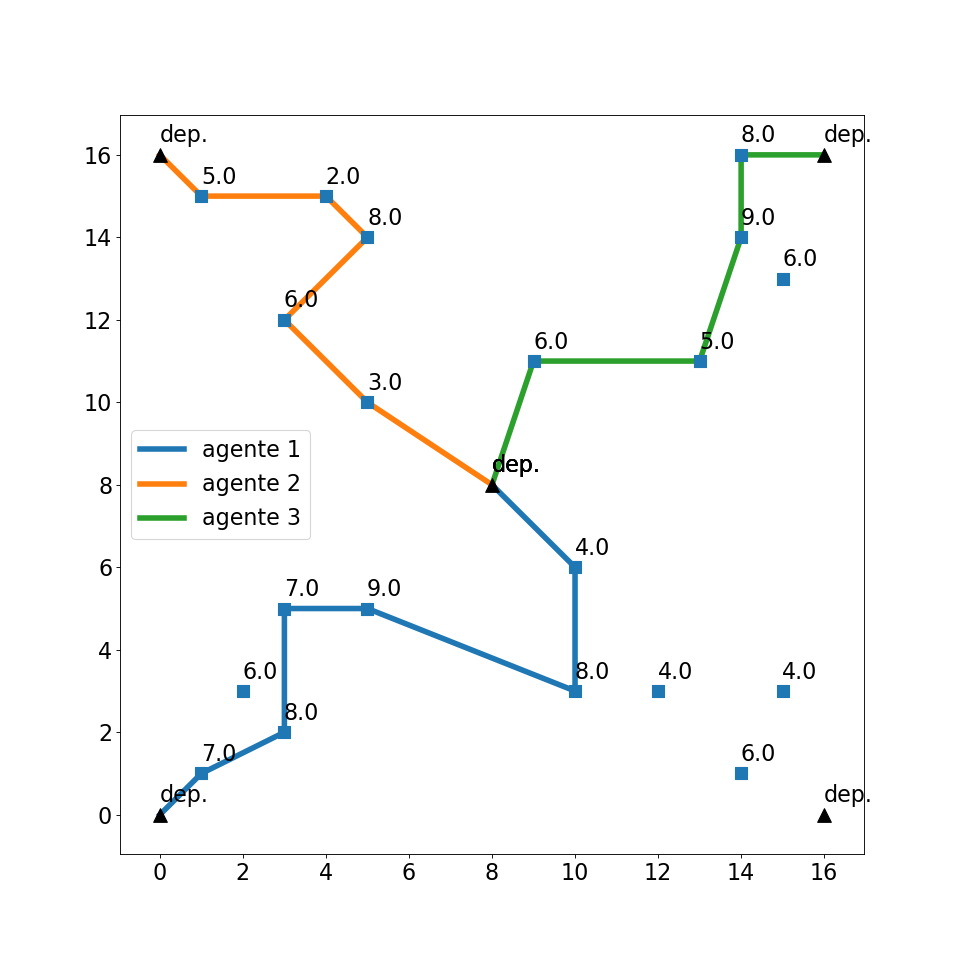 8.0 dep.
16 dep.
5.0 2.0
8.0 9.0
14
6.0
6.0
12
6.0 5.0
3.0
10
agente 1
dep.
8 agente 2
agente 3
4.0
6
7.0 9.0
4
6.0 8.0 4.0 4.0
8.0
2
7.0 6.0
dep. dep.
0
0 2 4 6 8 10 12 14 16